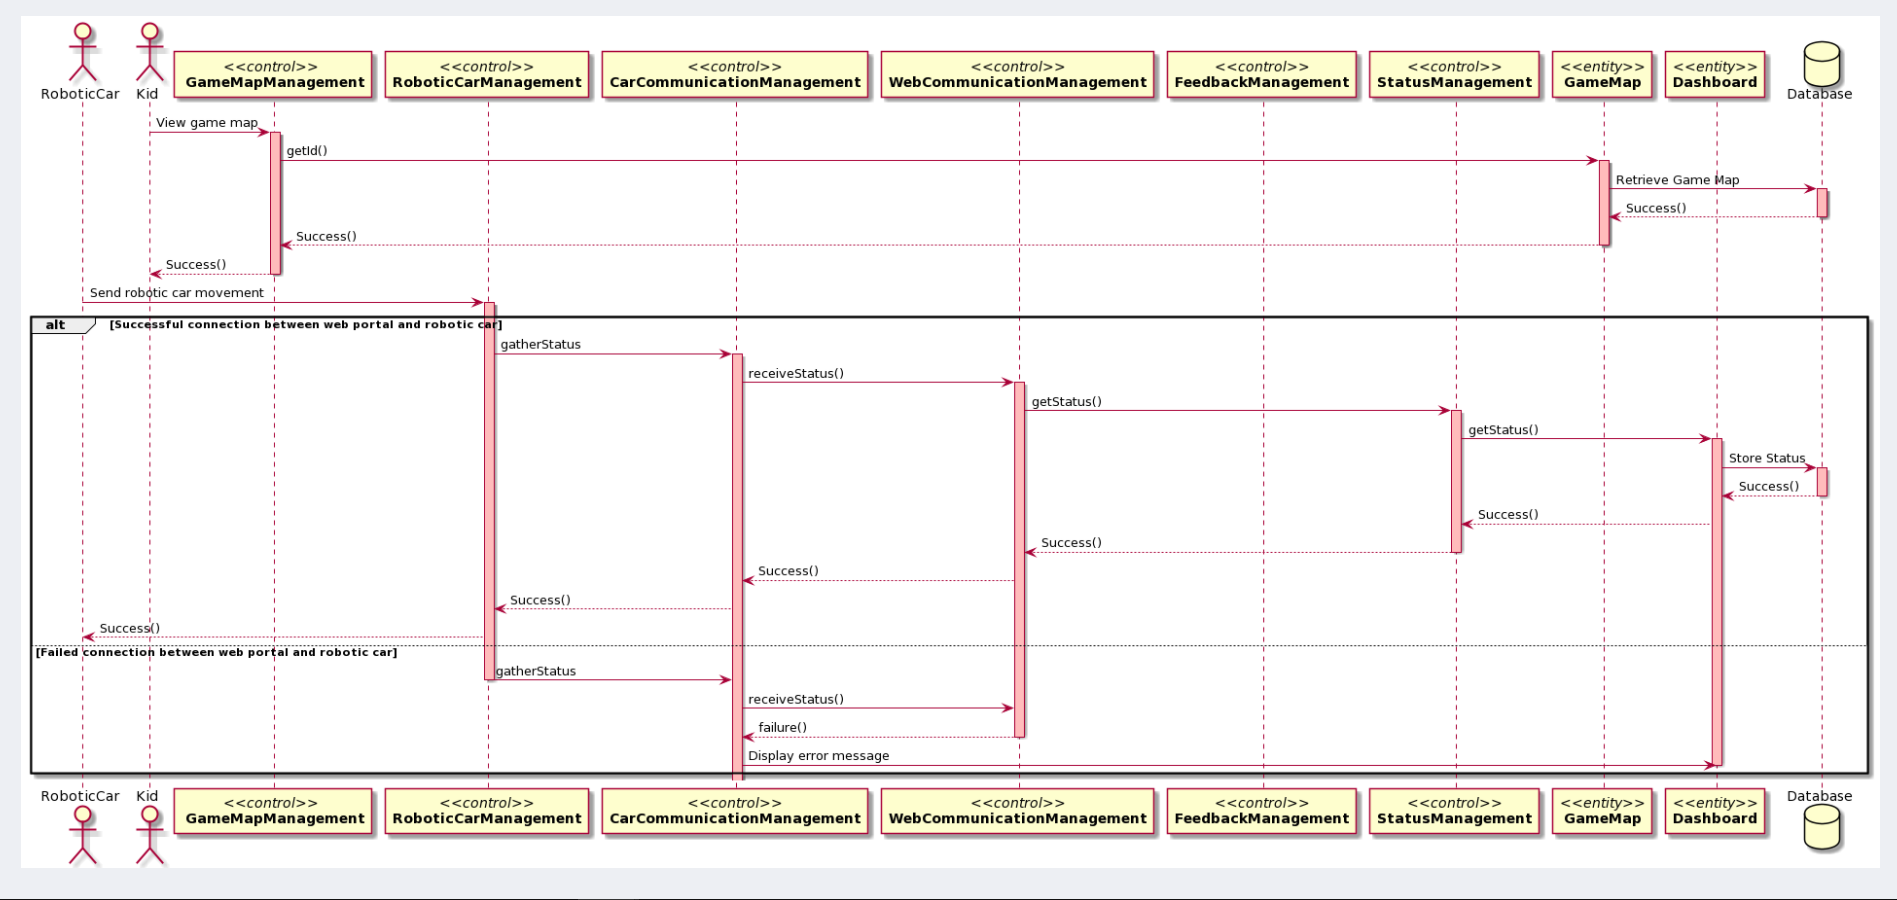 RoboticCar
Kid
<<control>>
GameMapManagement
<<control>>
RoboticCarManagement
<<control>>
CarCommunicationManagement
<<control>>
WebCommunicationManagement
<<control>>
FeedbackManagement
<<control>>
StatusManagement
<<entity>>
GameMap
<<entity>>
Dashboard
Database
View game map
getId()
Retrieve Game Map
Success()
Success()
Success()
Send robotic car movement
alt
[Successful connection between web portal and robotic car]
gatherStatus
receiveStatus()
getStatus()
getStatus()
Store Status
Success()
Success()
Success()
Success()
Success()
Success()
[Failed connection between web portal and robotic car]
gatherStatus
receiveStatus()
failure()
Display error message
RoboticCar
Kid
<<control>>
GameMapManagement
<<control>>
RoboticCarManagement
<<control>>
CarCommunicationManagement
<<control>>
WebCommunicationManagement
<<control>>
FeedbackManagement
<<control>>
StatusManagement
<<entity>>
GameMap
<<entity>>
Dashboard
Database